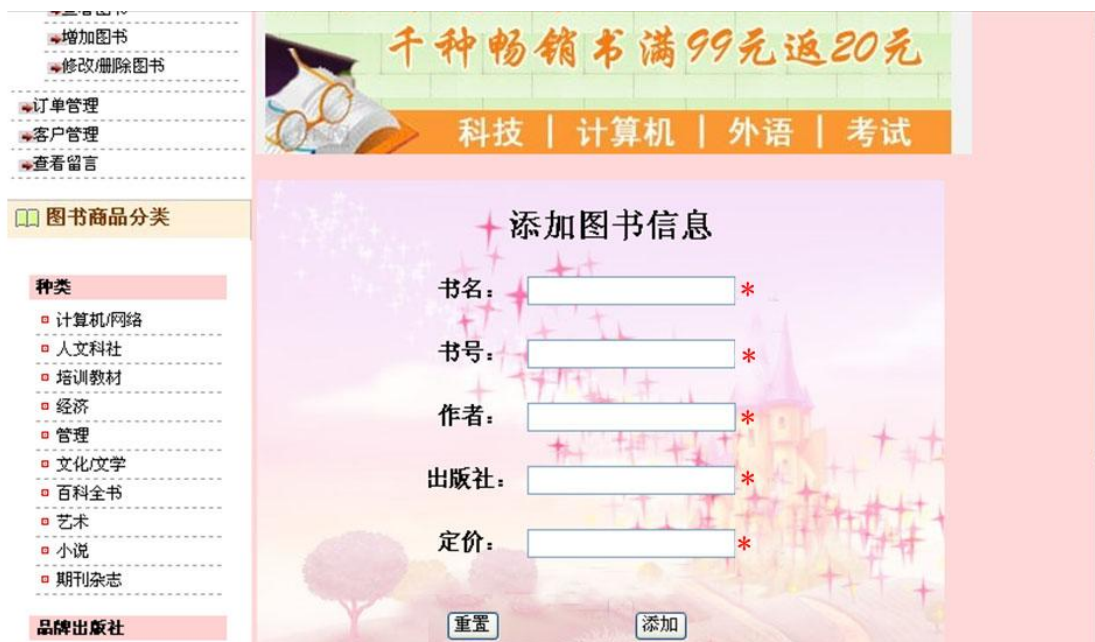 增加图书
修改/删除图书
订单管理
客户管理
查看留言
图书商品分类
种类
计算机/网络
人文科社
培训教材
经济
管理
文化/文学
百科全书
艺术
小说
期刊杂志
品牌出版社
千种畅销书满99元返20元
科技 | 计算机 | 外语 | 考试
添加图书信息
书名： *
书号： *
作者： *
出版社： *
定价： *
重置 添加